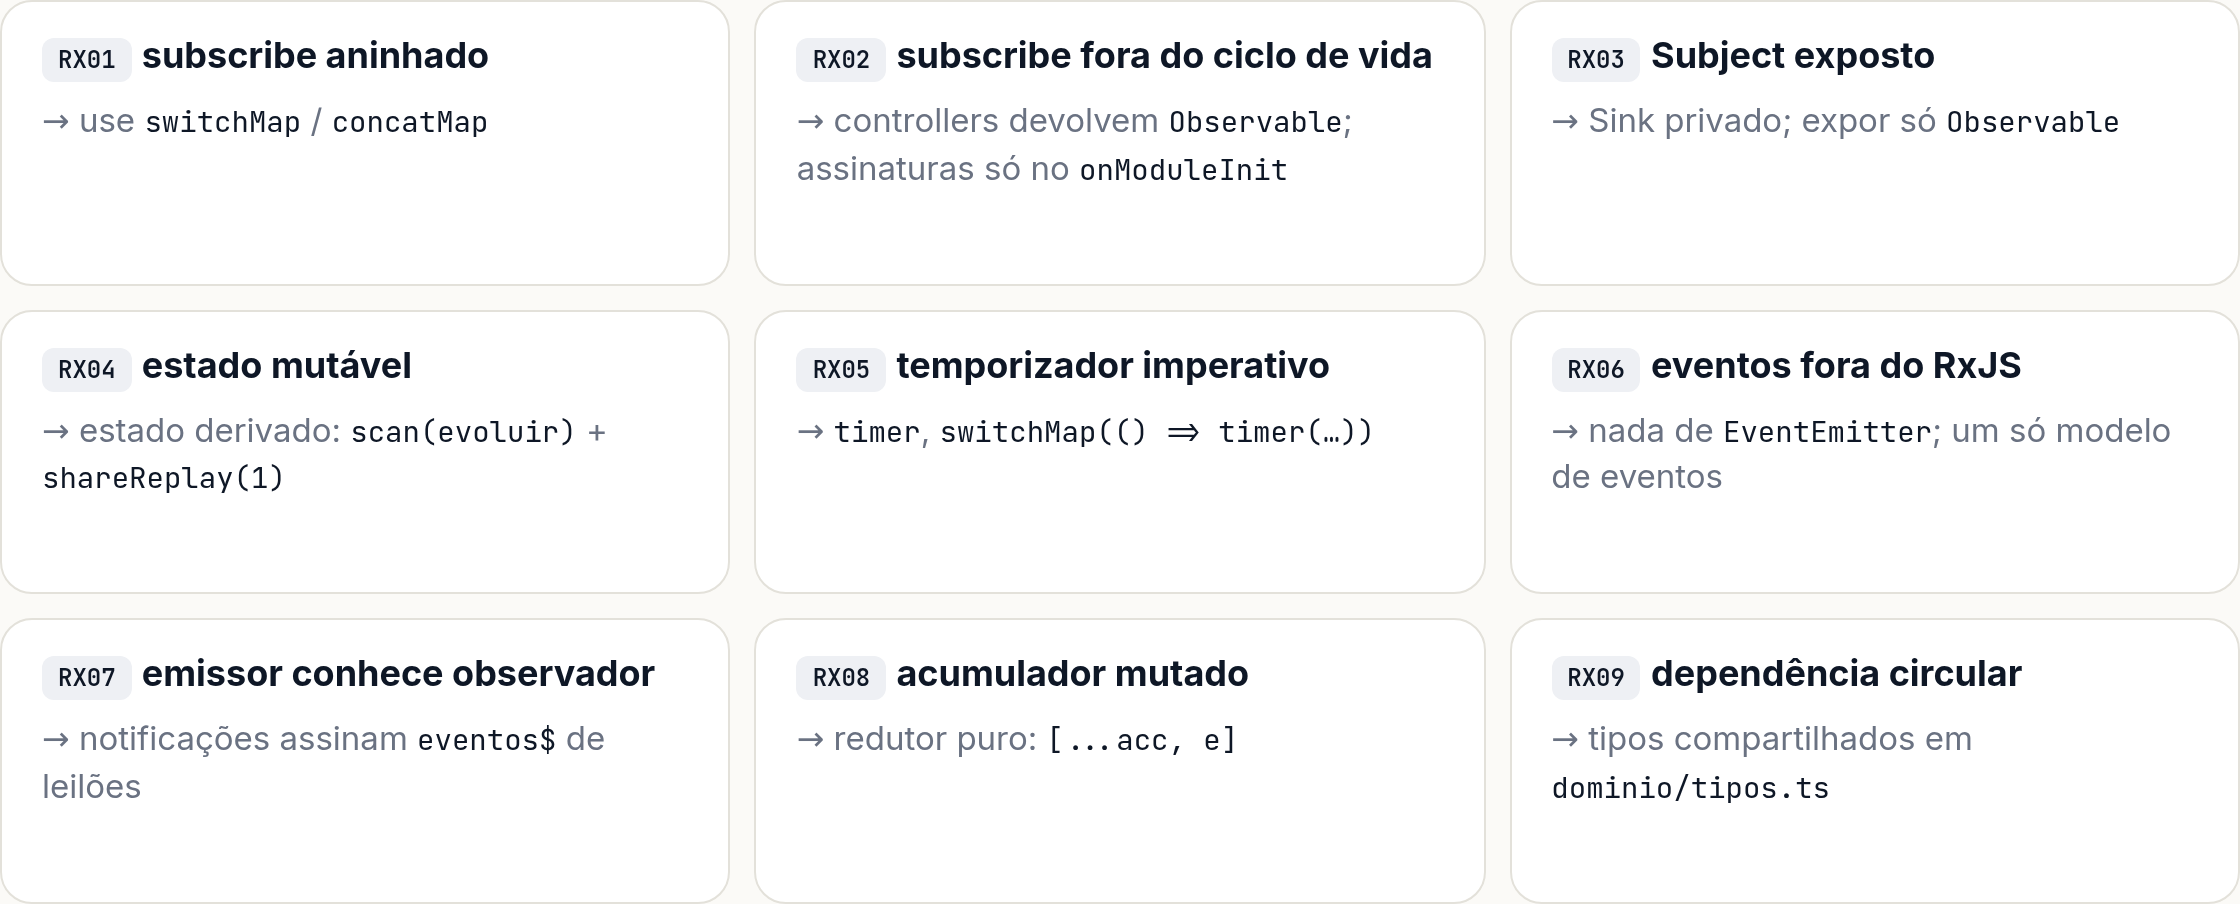 RX01 subscribe aninhado
→ use switchMap / concatMap
RX02 subscribe fora do ciclo de vida
→ controllers devolvem Observable;
assinaturas só no onModuleInit
RX03 Subject exposto
→ Sink privado; expor só Observable
RX04 estado mutável
→ estado derivado: scan(evoluir) +
shareReplay(1)
RX05 temporizador imperativo
→ timer, switchMap(() => timer(…))
RX06 eventos fora do RxJS
→ nada de EventEmitter; um só modelo
de eventos
RX07 emissor conhece observador
→ notificações assinam eventos$ de
leilões
RX08 acumulador mutado
→ redutor puro: [...acc, e]
RX09 dependência circular
→ tipos compartilhados em
dominio/tipos.ts